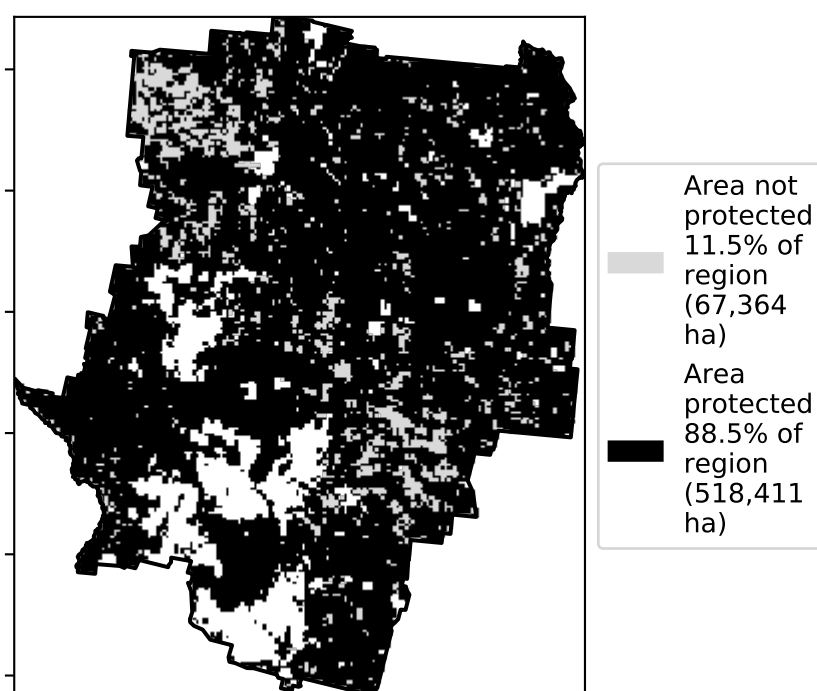 Area not
protected
11.5% of
region
(67,364
ha)
Area
protected
88.5% of
region
(518,411
ha)